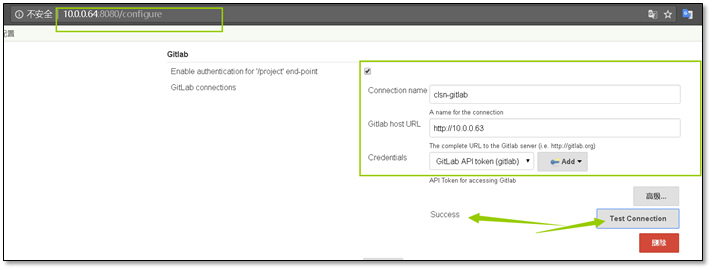 不安全 10.0.0.64:8080/configure
配置
Gitlab
Enable authentication for '/project' end-point
GitLab connections
Connection name
clsn-gitlab
A name for the connection
Gitlab host URL
http://10.0.0.63
The complete URL to the Gitlab server (i.e. http://gitlab.org)
Credentials
GitLab API token (gitlab)
Add
API Token for accessing Gitlab
高级...
Success
Test Connection
删除